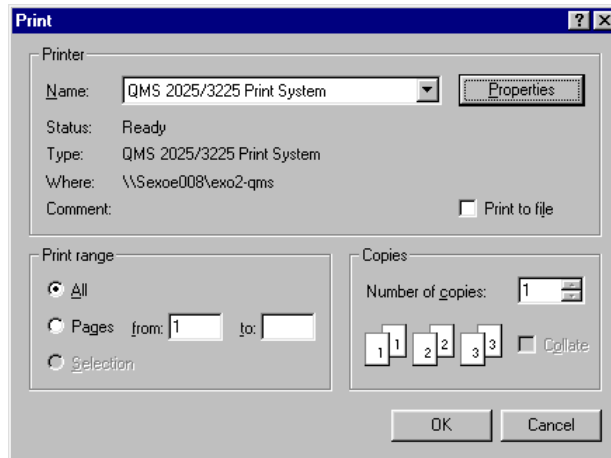 Print
Printer
Name: QMS 2025/3225 Print System Properties
Status: Ready
Type: QMS 2025/3225 Print System
Where: \\Sexoe008\exo2-qms
Comment: Print to file
Print range
All
Pages from: 1 to:
Selection
Copies
Number of copies: 1
1 1 2 2 3 3 Collate
OK Cancel